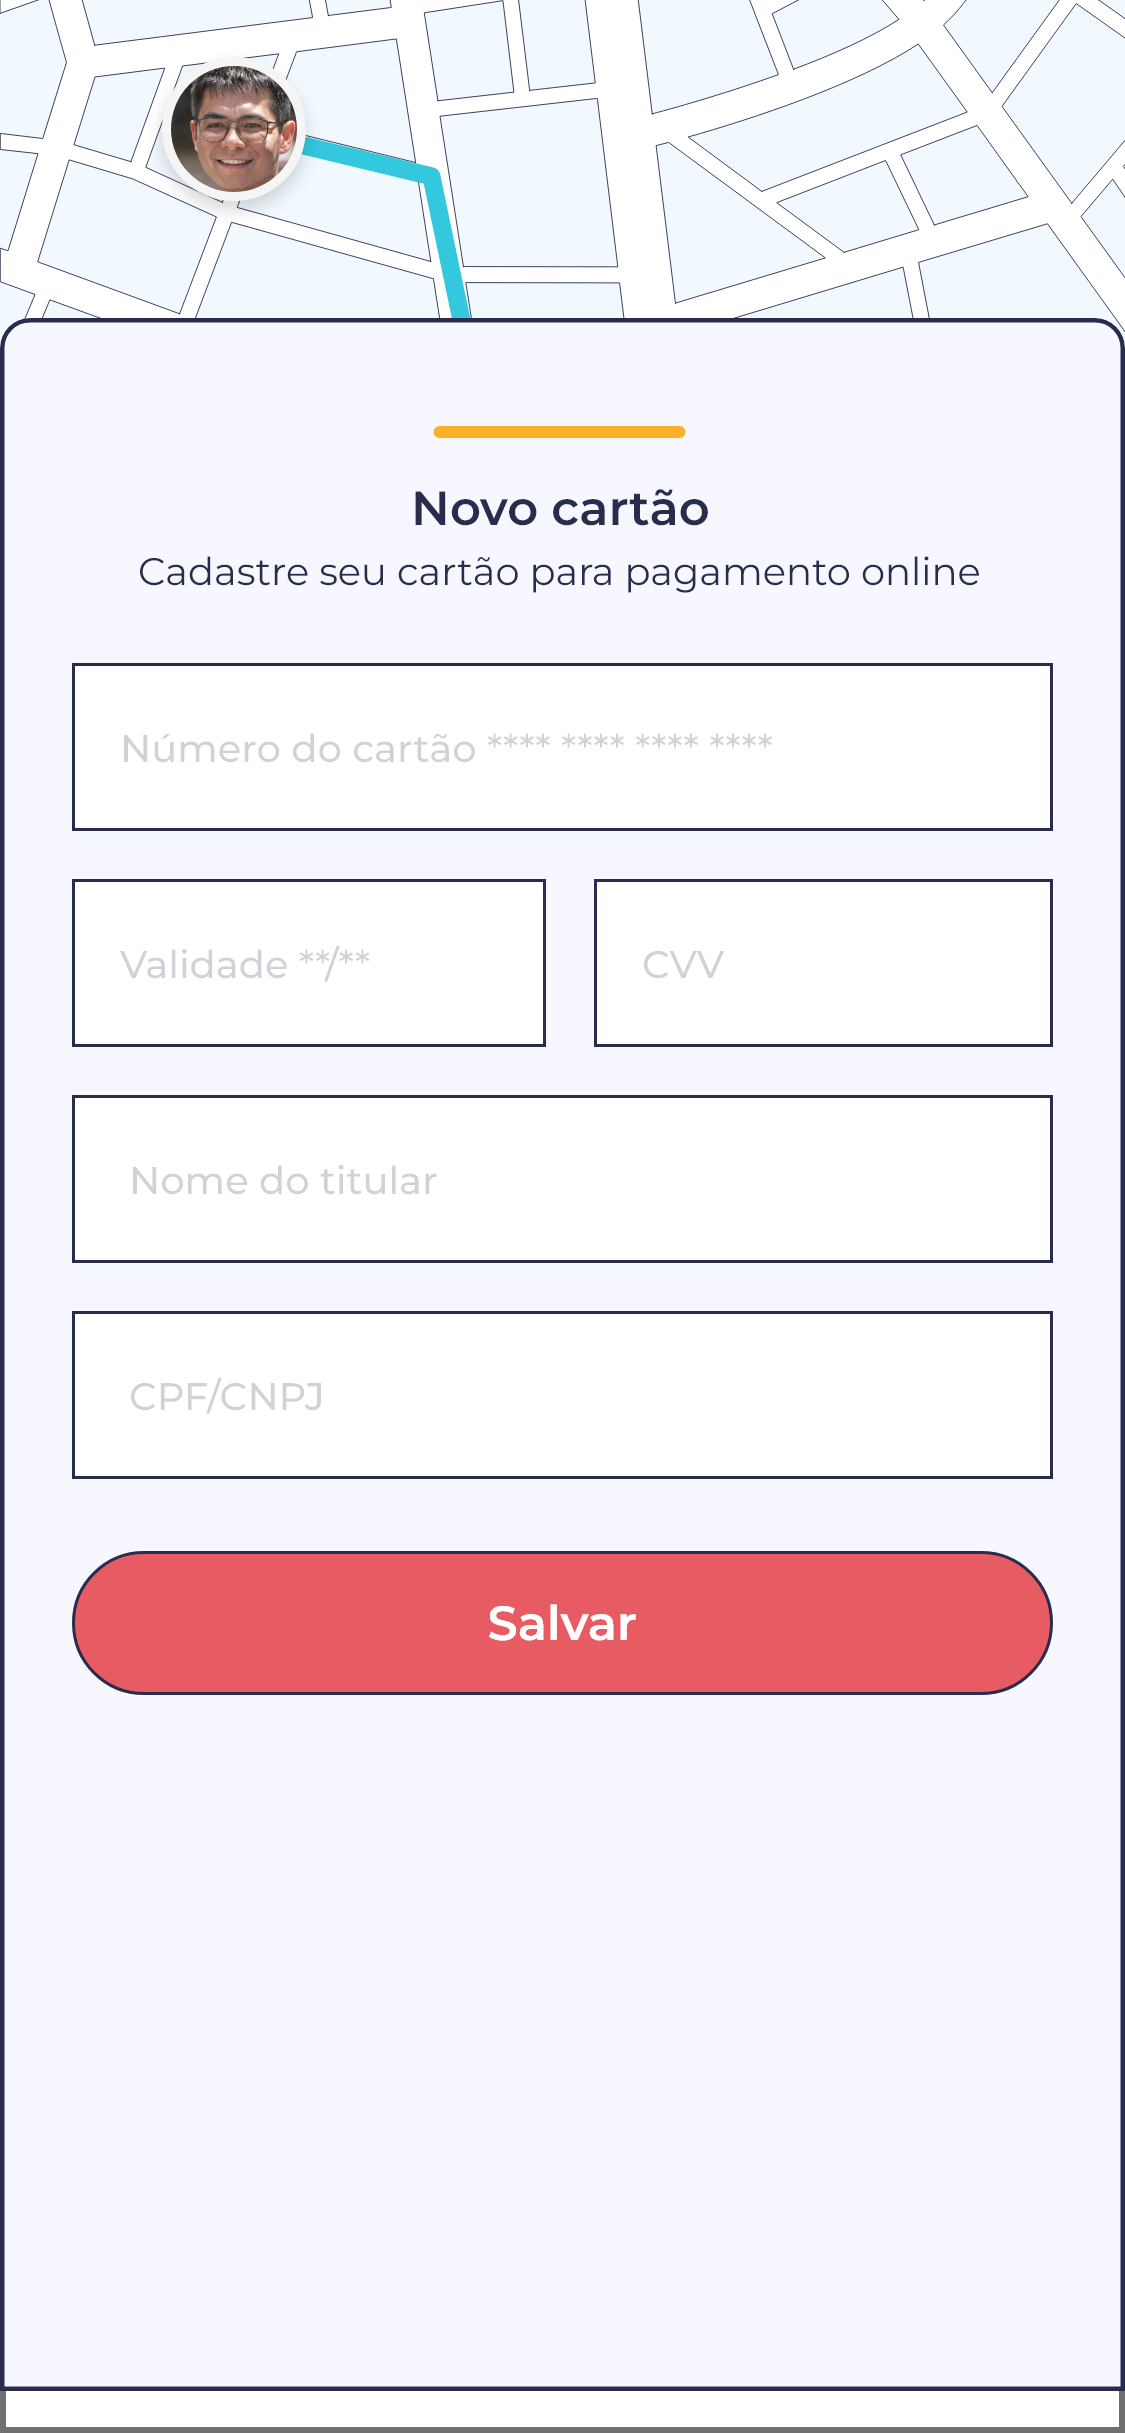 Novo cartão
Cadastre seu cartão para pagamento online
Número do cartão **** **** **** ****
Validade **/**
CVV
Nome do titular
CPF/CNPJ
Salvar